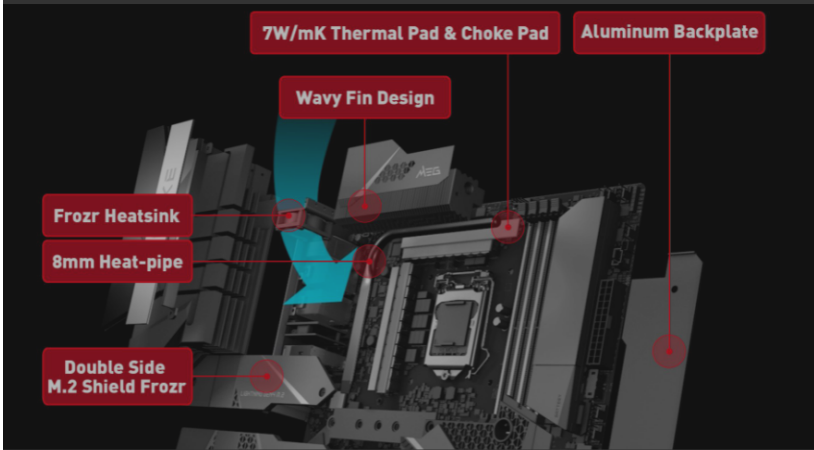 7W/mK Thermal Pad & Choke Pad
Aluminum Backplate
Wavy Fin Design
MEG
Frozr Heatsink
8mm Heat-pipe
Double Side
M.2 Shield Frozr